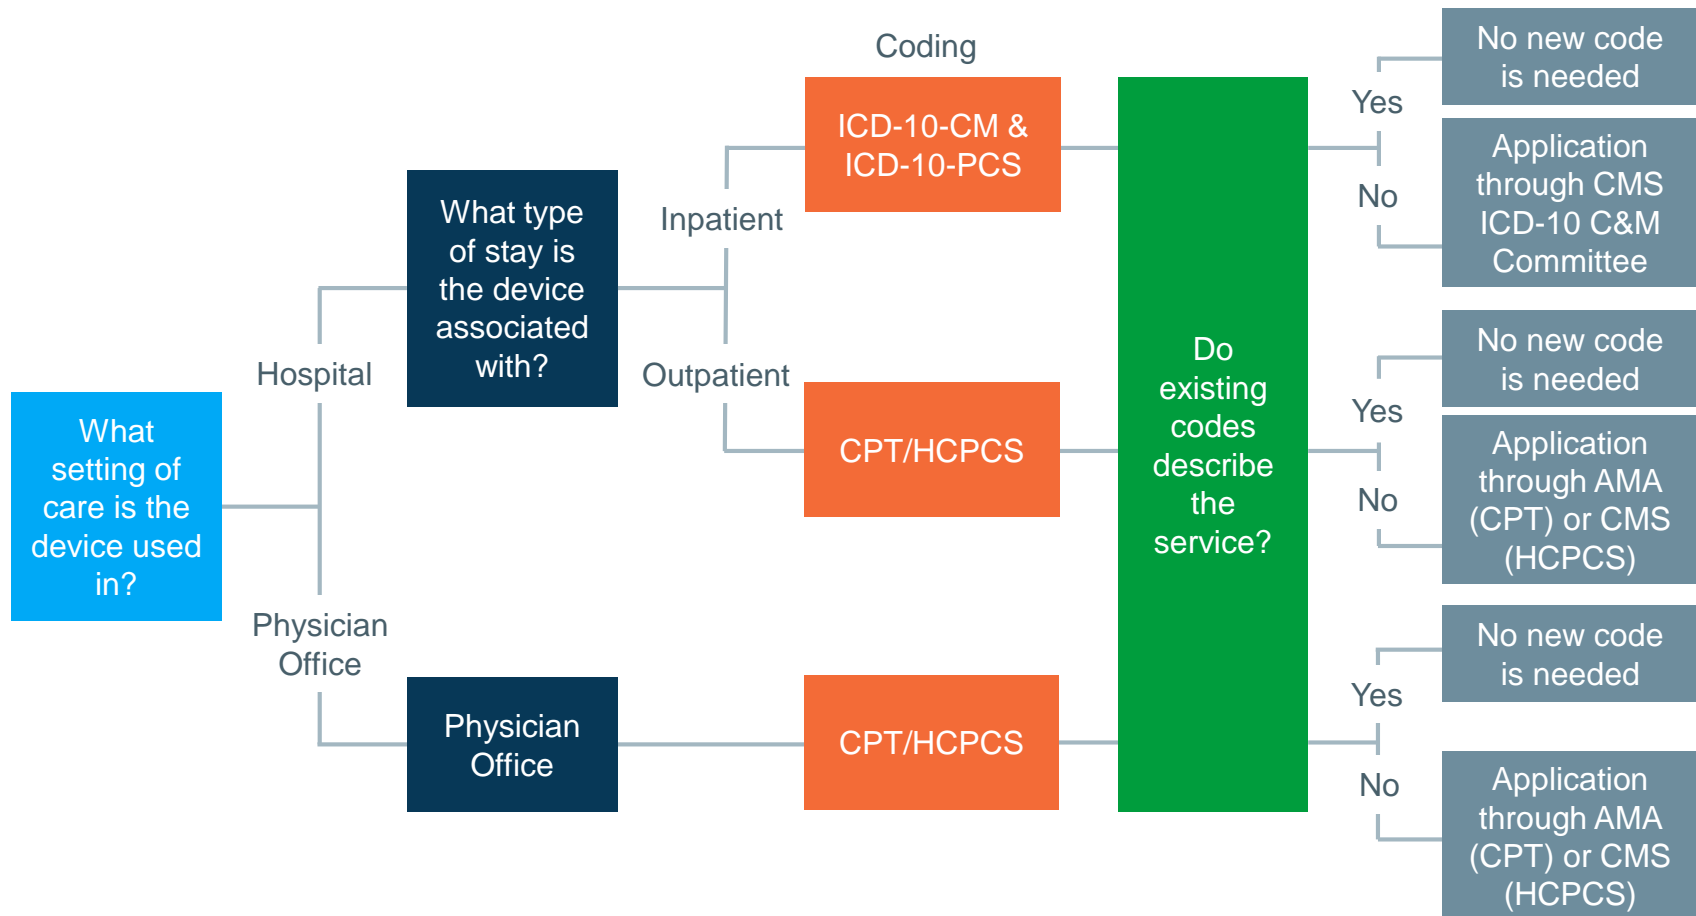 What
setting of
care is the
device used
in?
Hospital
Physician
Office
What type
of stay is
the device
associated
with?
Physician
Office
Inpatient
Outpatient
Coding
ICD-10-CM &
ICD-10-PCS
CPT/HCPCS
CPT/HCPCS
Do
existing
codes
describe
the
service?
Yes
No
No new code
is needed
Application
through CMS
ICD-10 C&M
Committee
Yes
No
No new code
is needed
Application
through AMA
(CPT) or CMS
(HCPCS)
Yes
No
No new code
is needed
Application
through AMA
(CPT) or CMS
(HCPCS)